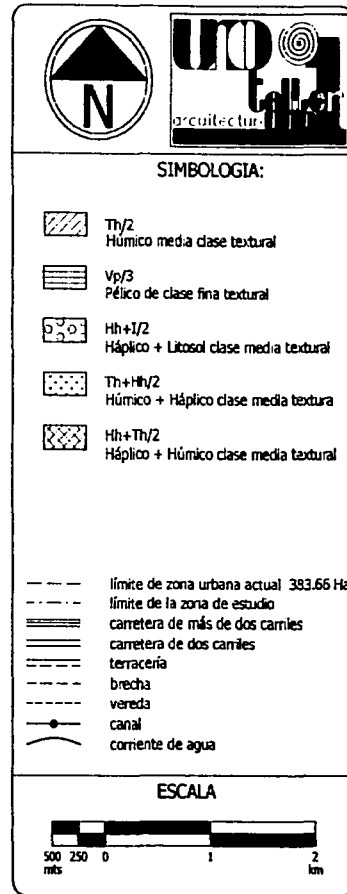 N
uno
taller
arquitectura
SIMBOLOGIA:
Th/2
Húmico media clase textural
Vp/3
Pélico de clase fina textural
Hh+I/2
Háplico + Litosol clase media textural
Th+Hh/2
Húmico + Háplico clase media textura
Hh+Th/2
Háplico + Húmico clase media textural
límite de zona urbana actual 383.66 Ha
límite de la zona de estudio
carretera de más de dos carriles
carretera de dos carriles
terracería
brecha
vereda
canal
corriente de agua
ESCALA
500 250 0 1 2
mts km